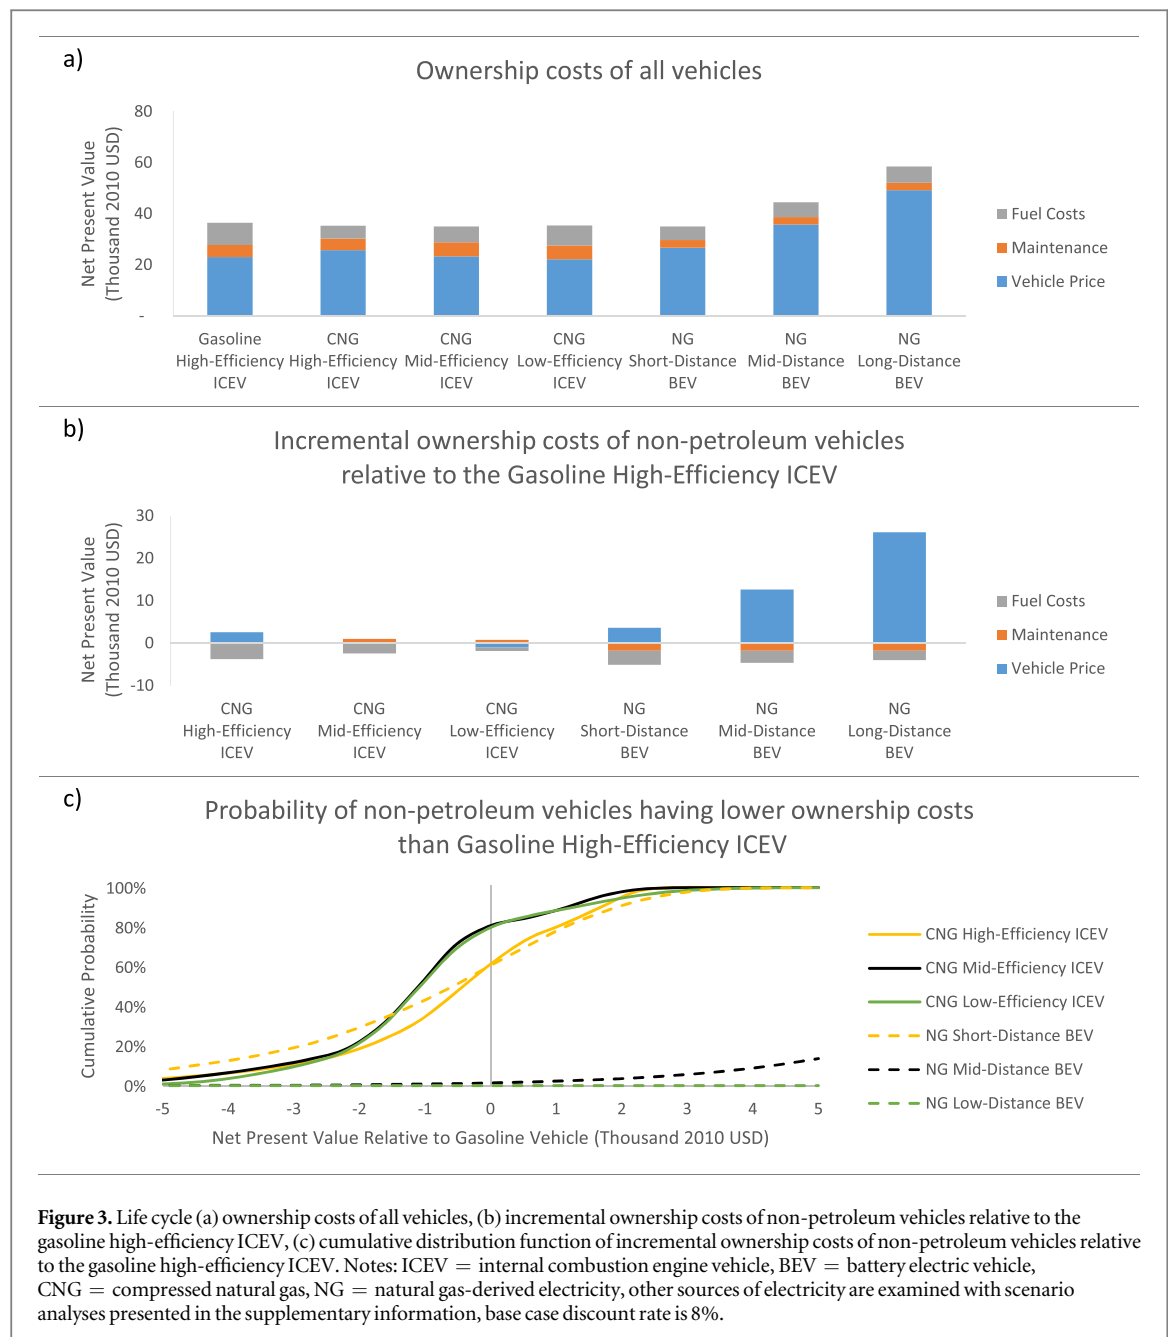 a)
Ownership costs of all vehicles
Net Present Value
(Thousand 2010 USD)
80
60
40
20
-
Gasoline
High-Efficiency
ICEV
CNG
High-Efficiency
ICEV
CNG
Mid-Efficiency
ICEV
CNG
Low-Efficiency
ICEV
NG
Short-Distance
BEV
NG
Mid-Distance
BEV
NG
Long-Distance
BEV
Fuel Costs
Maintenance
Vehicle Price
b)
Incremental ownership costs of non-petroleum vehicles
relative to the Gasoline High-Efficiency ICEV
Net Present Value
(Thousand 2010 USD)
30
20
10
0
-10
CNG
High-Efficiency
ICEV
CNG
Mid-Efficiency
ICEV
CNG
Low-Efficiency
ICEV
NG
Short-Distance
BEV
NG
Mid-Distance
BEV
NG
Long-Distance
BEV
Fuel Costs
Maintenance
Vehicle Price
c)
Probability of non-petroleum vehicles having lower ownership costs
than Gasoline High-Efficiency ICEV
Cumulative Probability
100%
80%
60%
40%
20%
0%
-5 -4 -3 -2 -1 0 1 2 3 4 5
Net Present Value Relative to Gasoline Vehicle (Thousand 2010 USD)
CNG High-Efficiency ICEV
CNG Mid-Efficiency ICEV
CNG Low-Efficiency ICEV
NG Short-Distance BEV
NG Mid-Distance BEV
NG Low-Distance BEV
Figure 3. Life cycle (a) ownership costs of all vehicles, (b) incremental ownership costs of non-petroleum vehicles relative to the
gasoline high-efficiency ICEV, (c) cumulative distribution function of incremental ownership costs of non-petroleum vehicles relative
to the gasoline high-efficiency ICEV. Notes: ICEV = internal combustion engine vehicle, BEV = battery electric vehicle,
CNG = compressed natural gas, NG = natural gas-derived electricity, other sources of electricity are examined with scenario
analyses presented in the supplementary information, base case discount rate is 8%.